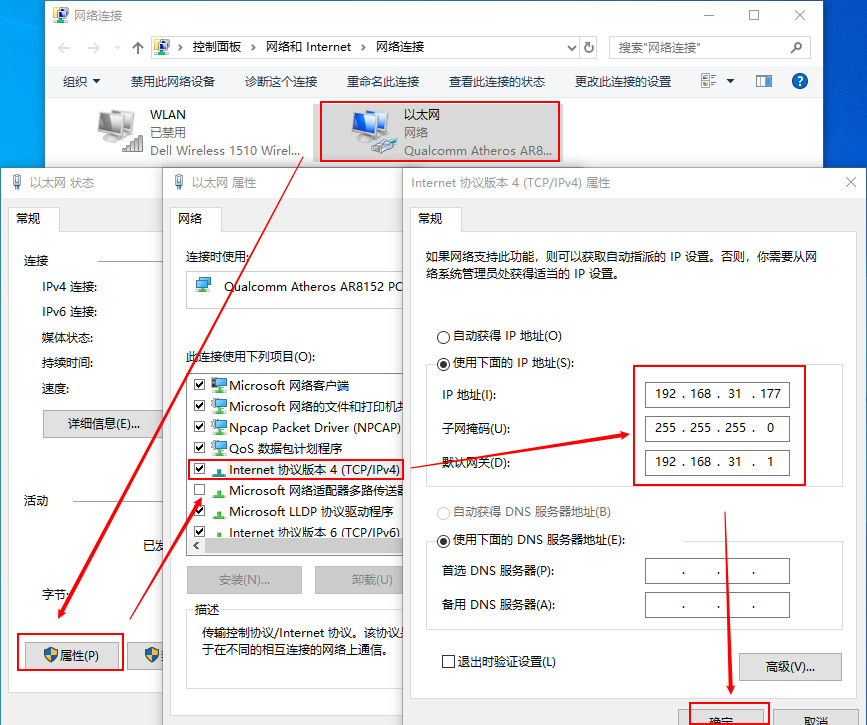 网络连接
控制面板 > 网络和 Internet > 网络连接
搜索"网络连接"
组织
禁用此网络设备
诊断这个连接
重命名此连接
查看此连接的状态
更改此连接的设置
WLAN
已禁用
Dell Wireless 1510 Wirel...
以太网
网络
Qualcomm Atheros AR8...
以太网 状态
常规
连接
IPv4 连接:
IPv6 连接:
媒体状态:
持续时间:
速度:
详细信息(E)...
活动
已发
字节:
属性(P)
以太网 属性
网络
连接时使用:
Qualcomm Atheros AR8152 PC
此连接使用下列项目(O):
Microsoft 网络客户端
Microsoft 网络的文件和打印机共
Npcap Packet Driver (NPCAP)
QoS 数据包计划程序
Internet 协议版本 4 (TCP/IPv4)
Microsoft 网络适配器多路传送器
Microsoft LLDP 协议驱动程序
Internet 协议版本 6 (TCP/IPv6)
安装(N)...
卸载(U)
描述
传输控制协议/Internet 协议。该协议是
于在不同的相互连接的网络上通信。
Internet 协议版本 4 (TCP/IPv4) 属性
常规
如果网络支持此功能，则可以获取自动指派的 IP 设置。否则，你需要从网
络系统管理员处获得适当的 IP 设置。
自动获得 IP 地址(O)
使用下面的 IP 地址(S):
IP 地址(I):
192 . 168 . 31 . 177
子网掩码(U):
255 . 255 . 255 . 0
默认网关(D):
192 . 168 . 31 . 1
自动获得 DNS 服务器地址(B)
使用下面的 DNS 服务器地址(E):
首选 DNS 服务器(P):
. . .
备用 DNS 服务器(A):
. . .
退出时验证设置(L)
高级(V)...
确定
取消